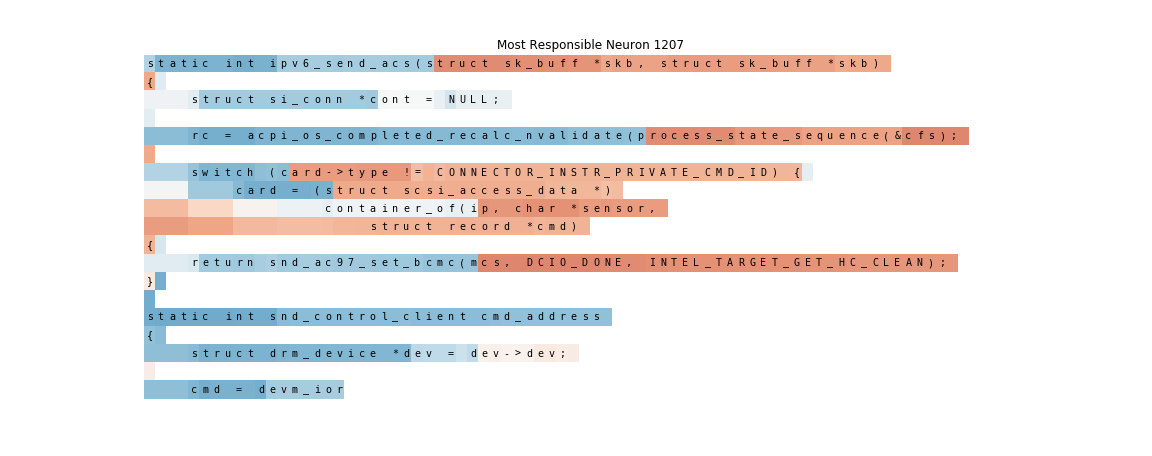 Most Responsible Neuron 1207
static int ipv6_send_acs(struct sk_buff *skb, struct sk_buff *skb)
{
struct si_conn *cont = NULL;
rc = acpi_os_completed_recalc_nvalidate(process_state_sequence(&cfs);
switch (card->type != CONNECTOR_INSTR_PRIVATE_CMD_ID) {
card = (struct scsi_access_data *)
container_of(ip, char *sensor,
struct record *cmd)
{
return snd_ac97_set_bcmc(mcs, DCIO_DONE, INTEL_TARGET_GET_HC_CLEAN);
}
static int snd_control_client cmd_address
{
struct drm_device *dev = dev->dev;
cmd = devm_ior